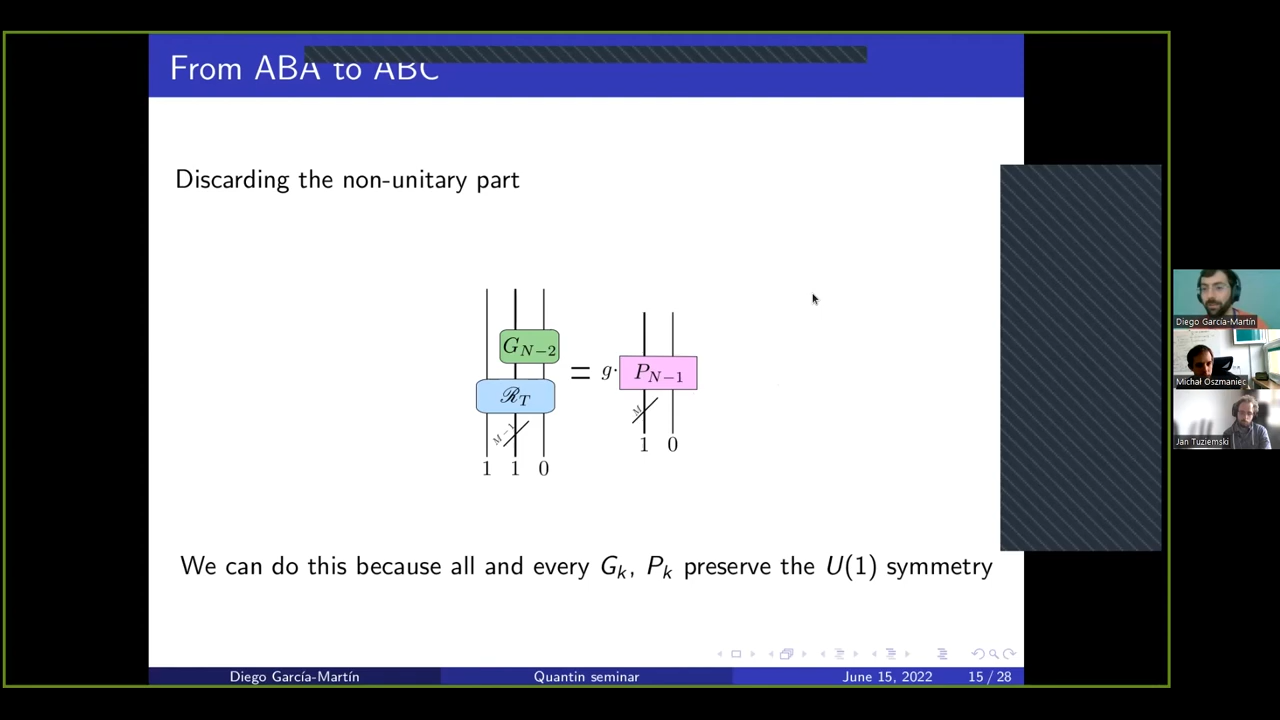 From ABA to ABC
Discarding the non-unitary part
G_{N-2}
ℛ_T
M-1
1 1 0
= g·
P_{N-1}
M
1 0
We can do this because all and every G_k, P_k preserve the U(1) symmetry
Diego García-Martín Quantin seminar June 15, 2022 15 / 28
Diego García-Martín
Michał Oszmaniec
Jan Tuziemski